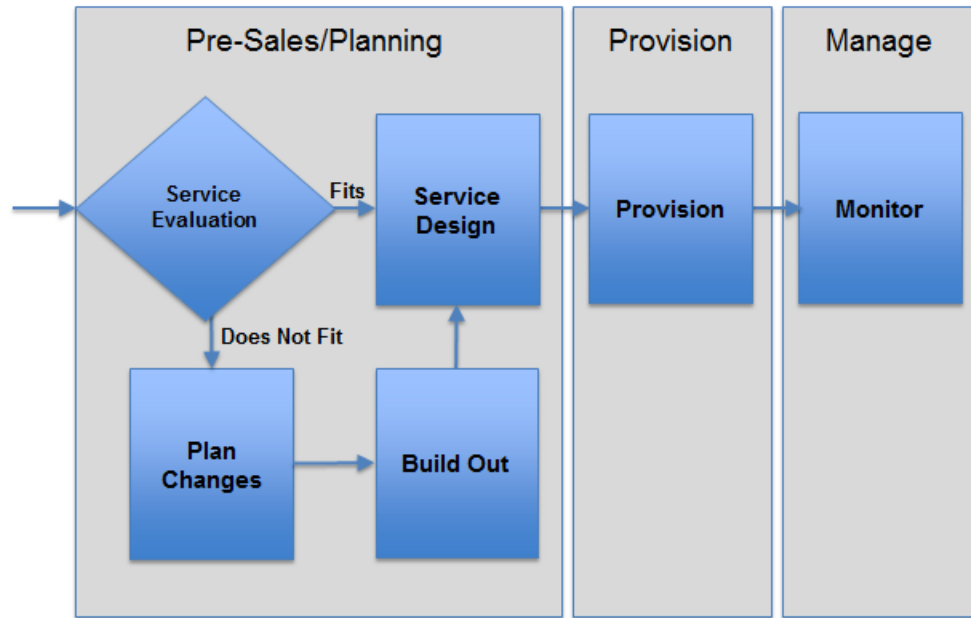 Pre-Sales/Planning
Provision
Manage
Service
Evaluation
Fits
Service
Design
Provision
Monitor
Does Not Fit
Plan
Changes
Build Out